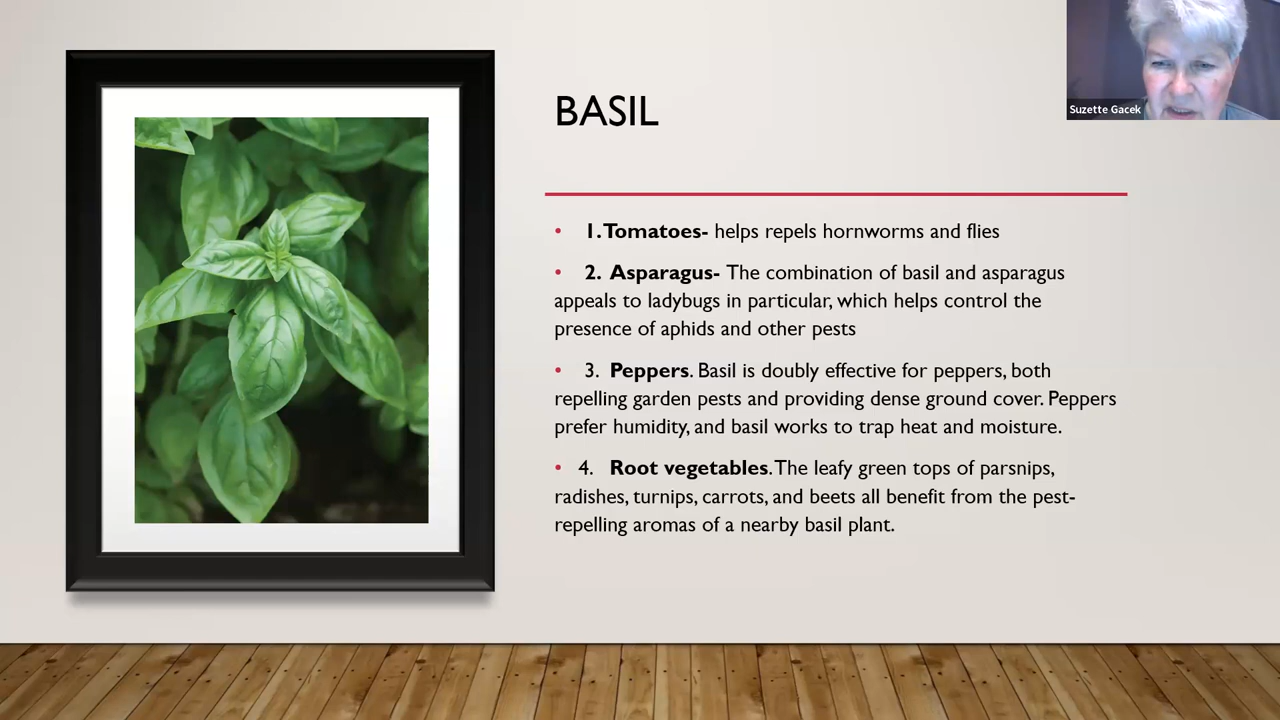 BASIL
Suzette Gacek
• 1. Tomatoes- helps repels hornworms and flies
• 2. Asparagus- The combination of basil and asparagus
appeals to ladybugs in particular, which helps control the
presence of aphids and other pests
• 3. Peppers. Basil is doubly effective for peppers, both
repelling garden pests and providing dense ground cover. Peppers
prefer humidity, and basil works to trap heat and moisture.
• 4. Root vegetables. The leafy green tops of parsnips,
radishes, turnips, carrots, and beets all benefit from the pest-
repelling aromas of a nearby basil plant.